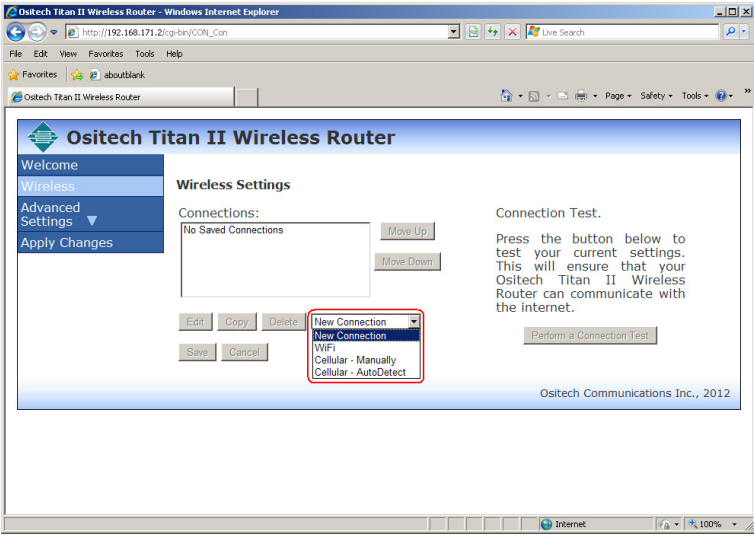 Ositech Titan II Wireless Router - Windows Internet Explorer
http://192.168.171.2/cgi-bin/CON_Con
Live Search
File Edit View Favorites Tools Help
Favorites aboutblank
Ositech Titan II Wireless Router
Page Safety Tools »
Ositech Titan II Wireless Router
Welcome
Wireless
Advanced
Settings ▼
Apply Changes
Wireless Settings
Connections:
No Saved Connections
Move Up
Move Down
Edit Copy Delete New Connection
New Connection
WiFi
Cellular - Manually
Cellular - AutoDetect
Save Cancel
Connection Test.
Press the button below to
test your current settings.
This will ensure that your
Ositech Titan II Wireless
Router can communicate with
the internet.
Perform a Connection Test
Ositech Communications Inc., 2012
Internet 100%